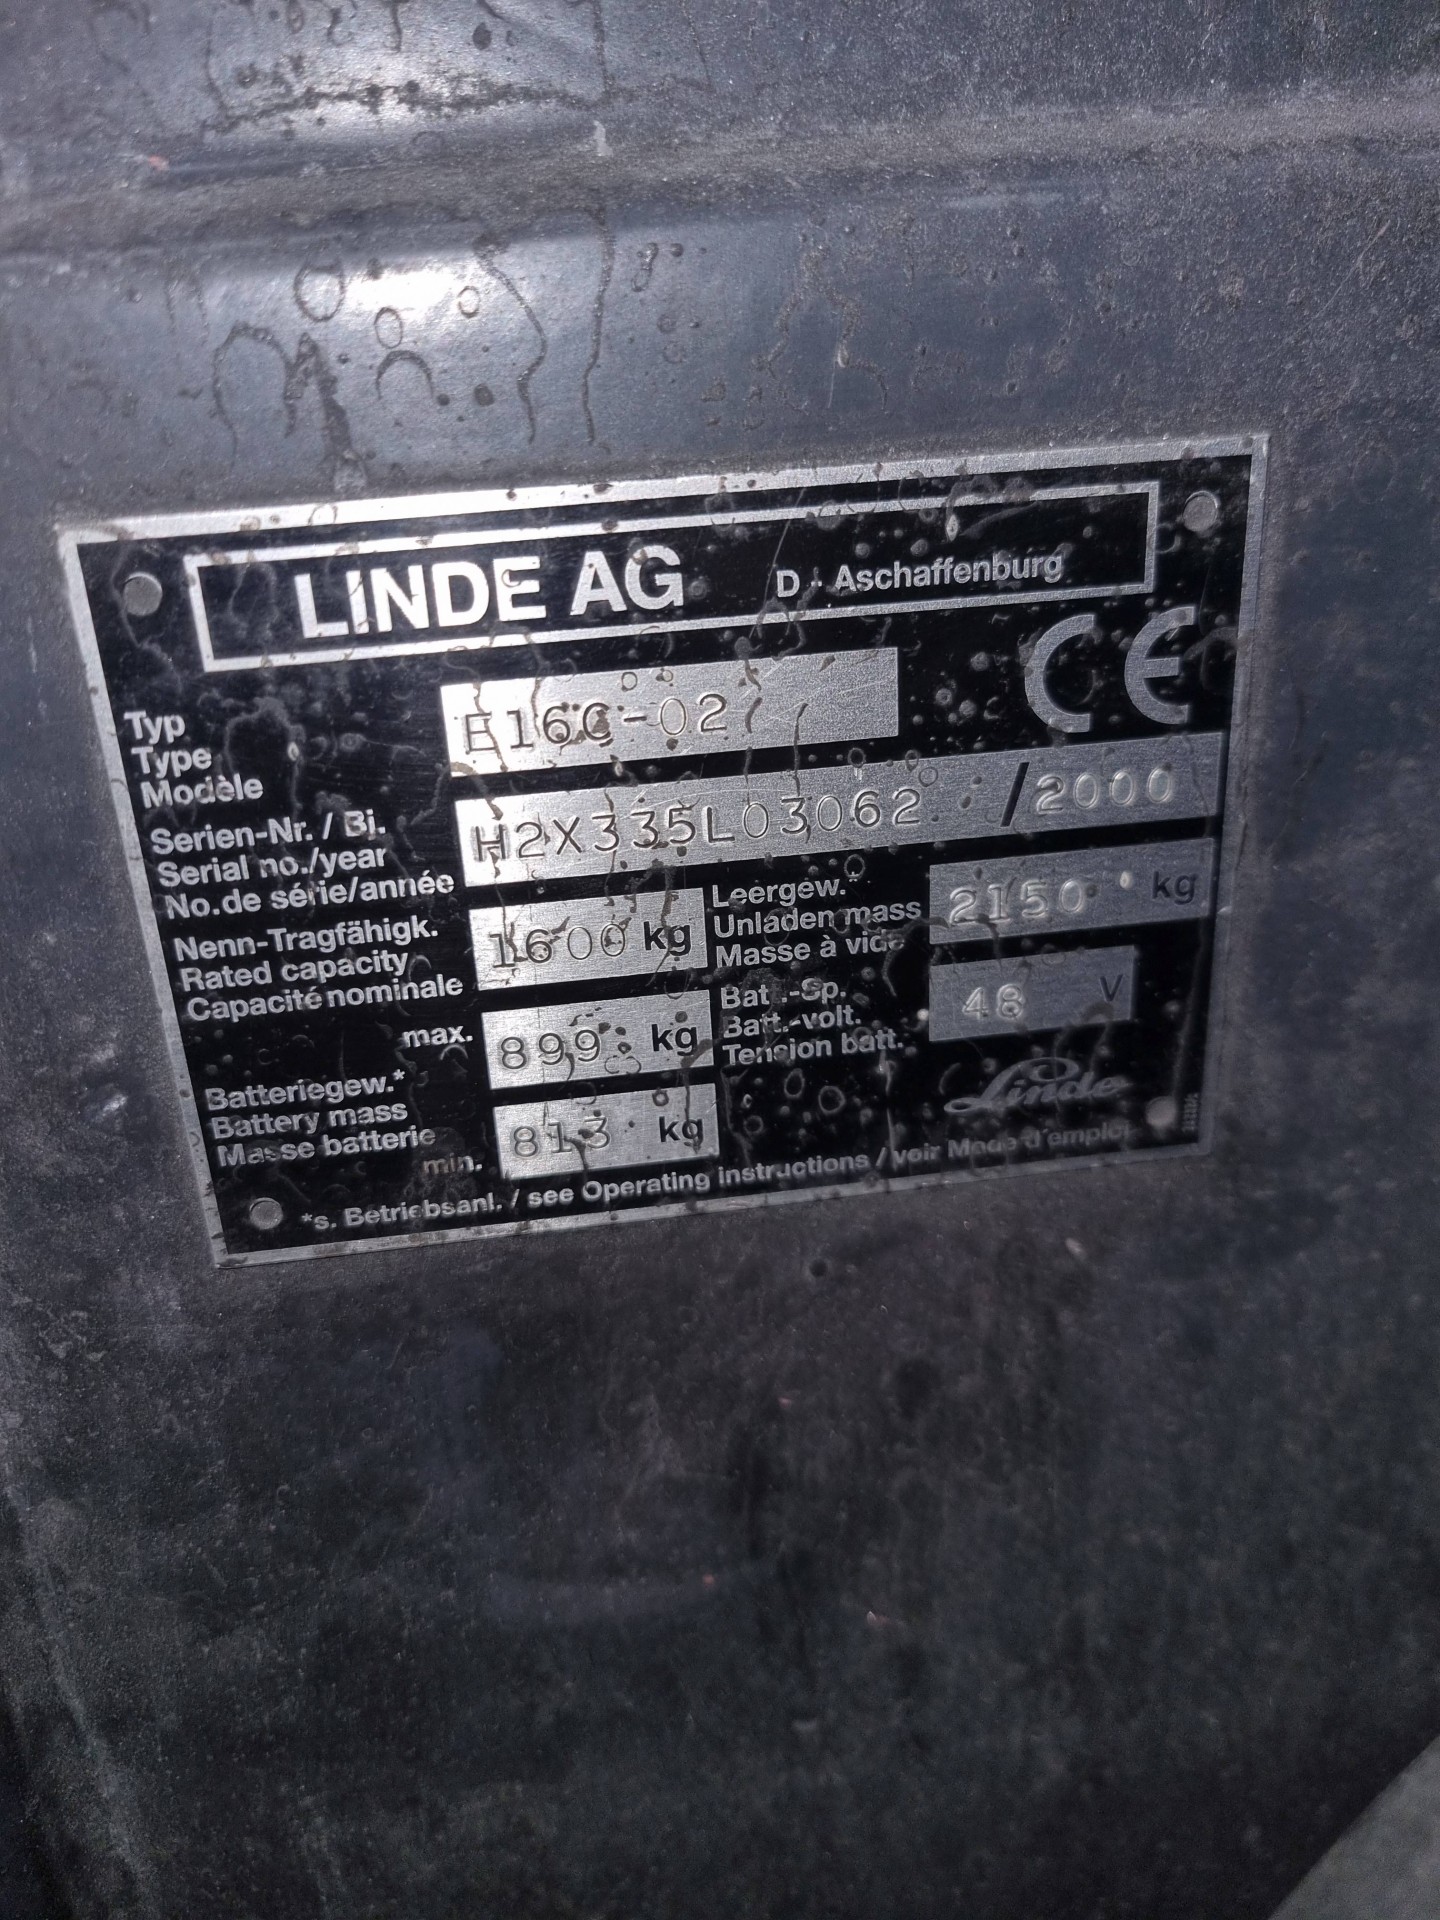 LINDE AG D - Aschaffenburg
CE
Typ
Type
Modèle
E16C-02
Serien-Nr. / Bj.
Serial no./year
No.de série/année
H2X335L03062 /2000
Nenn-Tragfähigk.
Rated capacity
Capacité nominale
1600 kg
Leergew.
Unladen mass
Masse à vide
2150 kg
max. 899 kg
Batteriegew.*
Battery mass
Masse batterie
min. 813 kg
Batt.-Sp.
Batt.-volt.
Tension batt.
48 V
Linde
*s. Betriebsanl. / see Operating instructions / voir Mode d'emploi